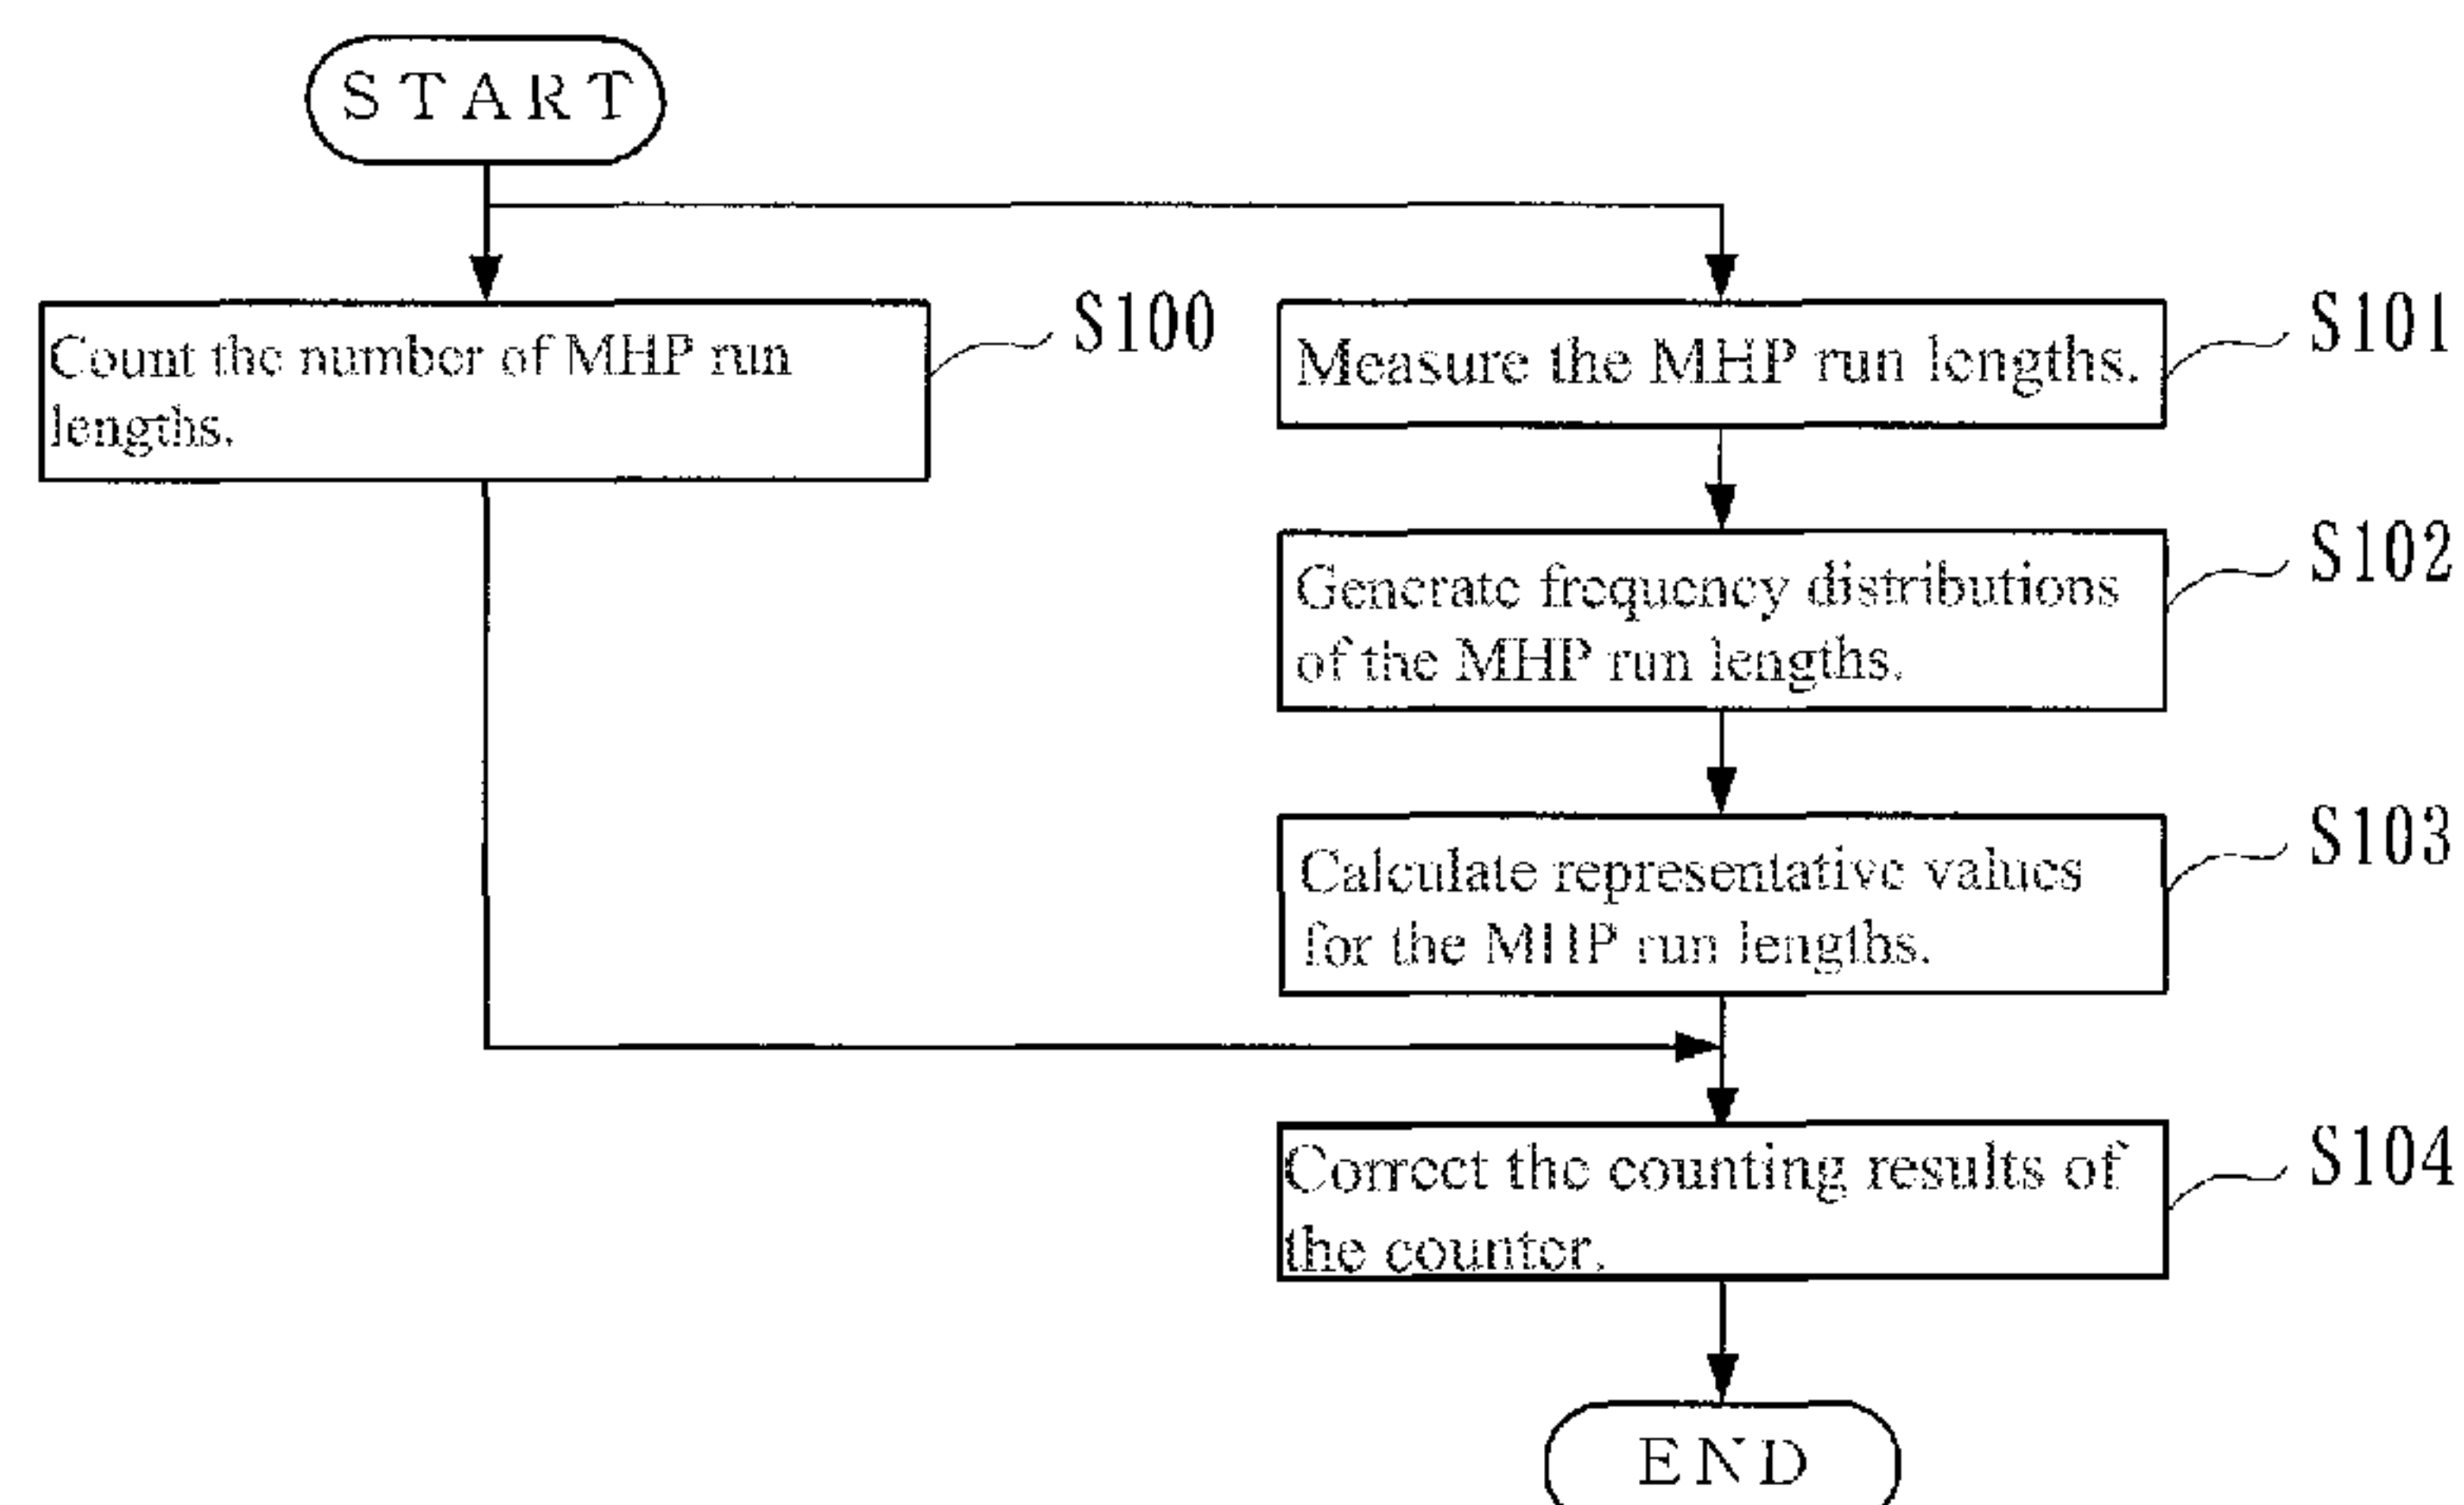 START
Count the number of MHP run
lengths.
S100
Measure the MHP run lengths.
S101
Generate frequency distributions
of the MHP run lengths.
S102
Calculate representative values
for the MHP run lengths.
S103
Correct the counting results of
the counter.
S104
END